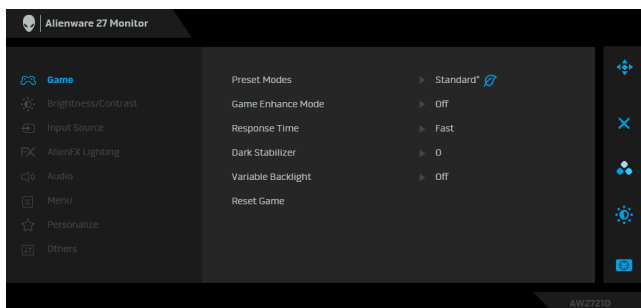 Alienware 27 Monitor
Game
Brightness/Contrast
Input Source
AlienFX Lighting
Audio
Menu
Personalize
Others
Preset Modes Standard*
Game Enhance Mode Off
Response Time Fast
Dark Stabilizer 0
Variable Backlight Off
Reset Game
AW2721D